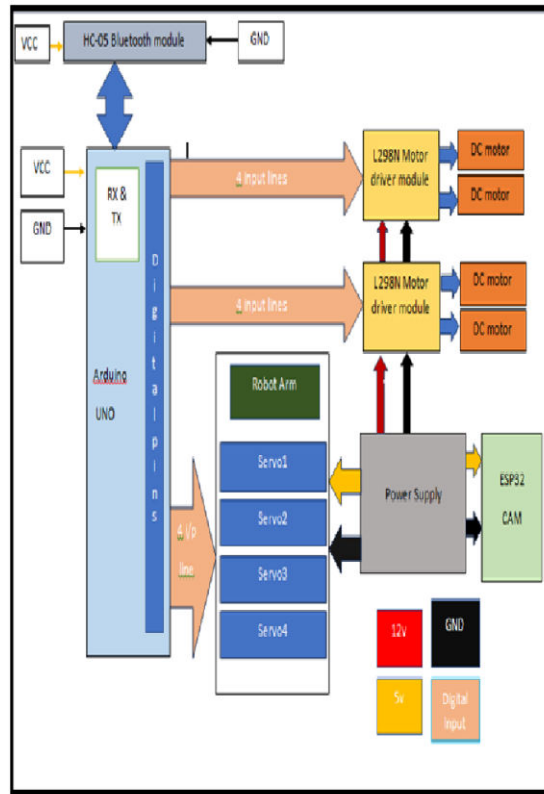 VCC
HC-05 Bluetooth module
GND
VCC
GND
RX &
TX
Digital pins
Arduino
UNO
4 input lines
L298N Motor
driver module
DC motor
DC motor
4 input lines
L298N Motor
driver module
DC motor
DC motor
Robot Arm
Servo1
Servo2
Servo3
Servo4
4 i/p
line
Power Supply
ESP32
CAM
12v
GND
5v
Digital
Input